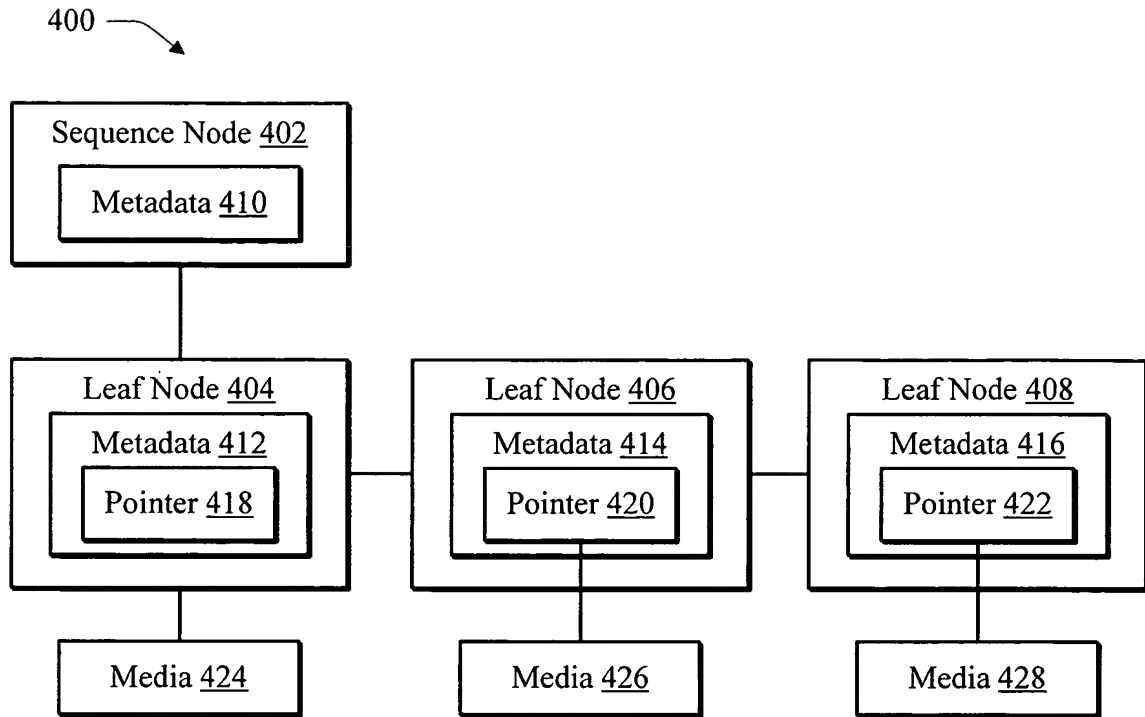 400
Sequence Node 402
Metadata 410
Leaf Node 404
Metadata 412
Pointer 418
Leaf Node 406
Metadata 414
Pointer 420
Leaf Node 408
Metadata 416
Pointer 422
Media 424
Media 426
Media 428